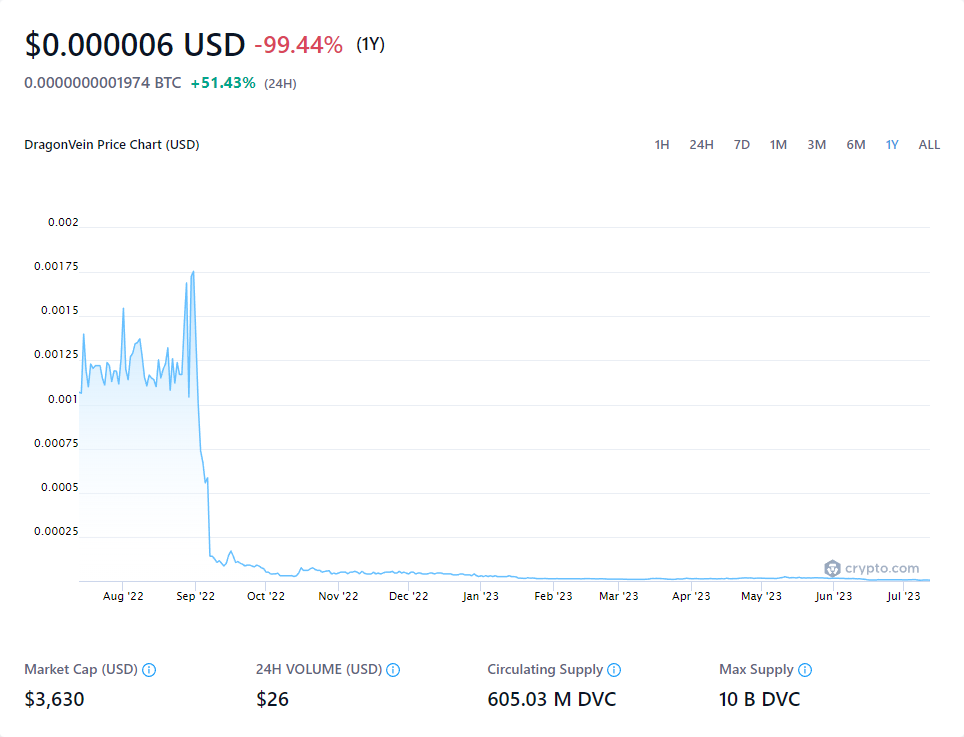 $0.000006 USD -99.44% (1Y)
0.0000000001974 BTC +51.43% (24H)
DragonVein Price Chart (USD) 1H 24H 7D 1M 3M 6M 1Y ALL
0.002
0.00175
0.0015
0.00125
0.001
0.00075
0.0005
0.00025
crypto.com
Aug '22 Sep '22 Oct '22 Nov '22 Dec '22 Jan '23 Feb '23 Mar '23 Apr '23 May '23 Jun '23 Jul '23
Market Cap (USD) 24H VOLUME (USD) Circulating Supply Max Supply
$3,630 $26 605.03 M DVC 10 B DVC